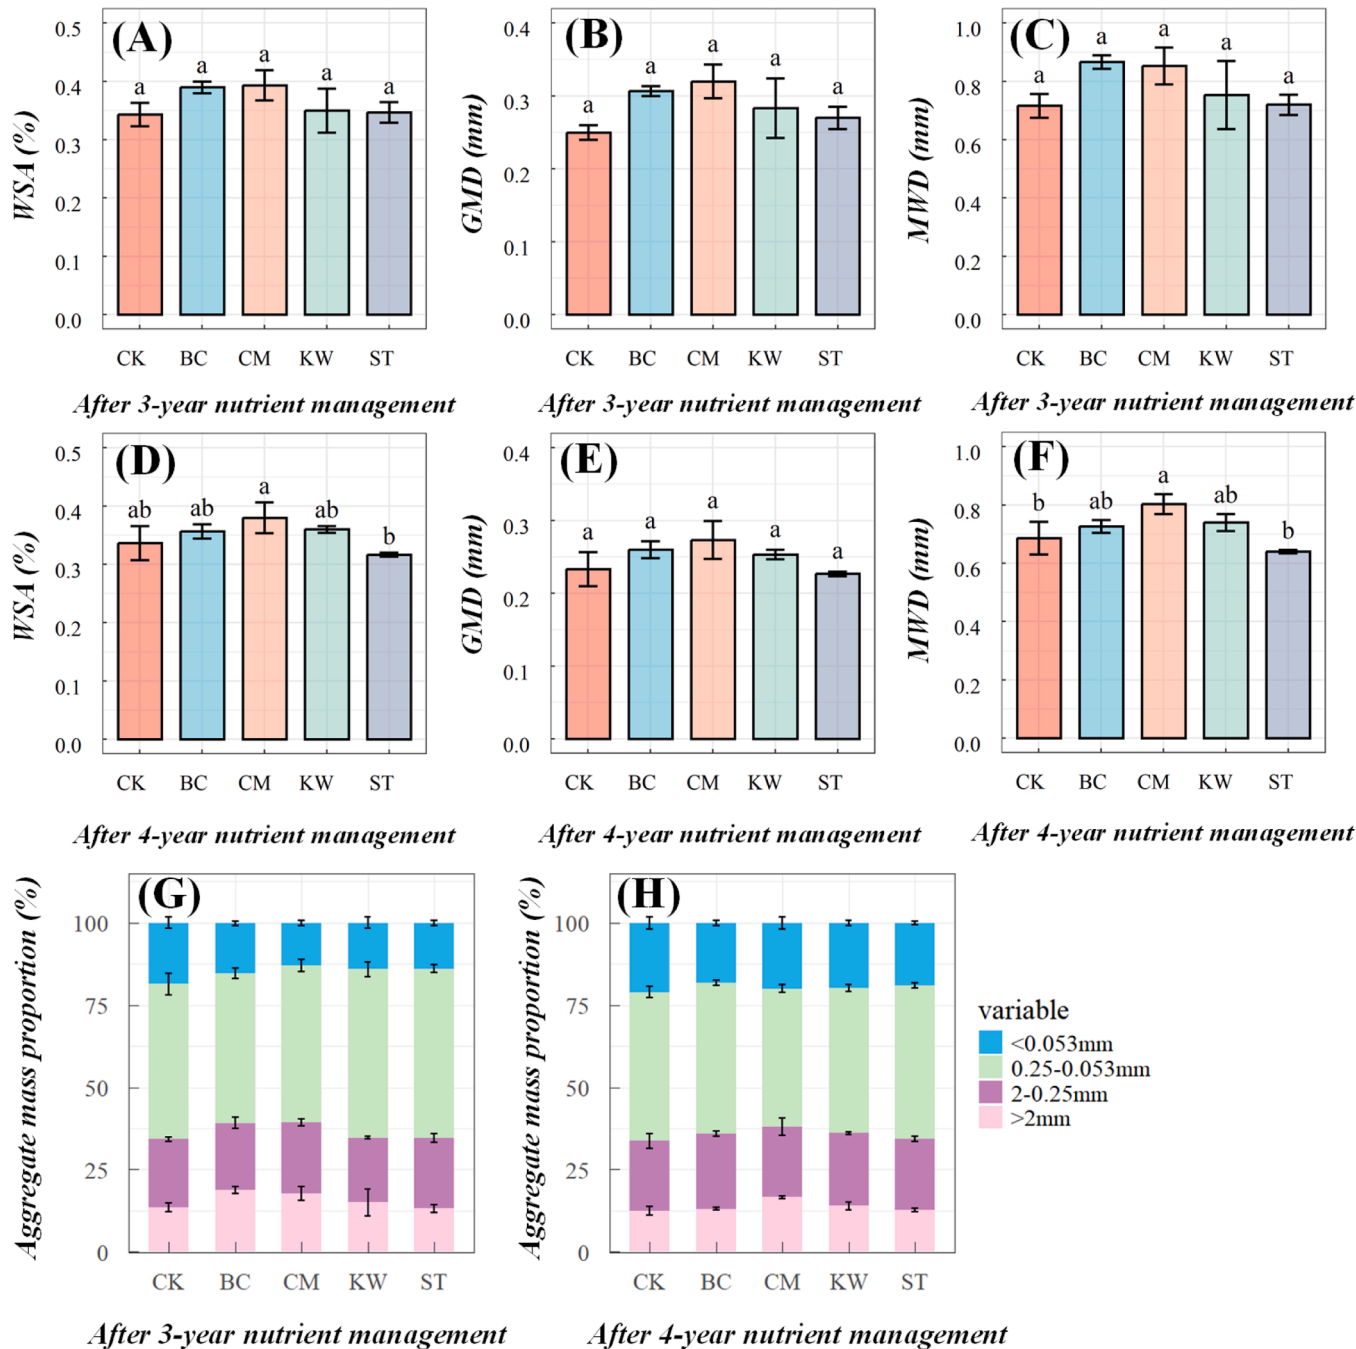 (A)
WSA (%)
0.5
0.4
0.3
0.2
0.1
0.0
a a a a a
CK BC CM KW ST
After 3-year nutrient management
(B)
GMD (mm)
0.4
0.3
0.2
0.1
0.0
a a a a a
CK BC CM KW ST
After 3-year nutrient management
(C)
MWD (mm)
1.0
0.8
0.6
0.4
0.2
0.0
a a a a a
CK BC CM KW ST
After 3-year nutrient management
(D)
WSA (%)
0.5
0.4
0.3
0.2
0.1
0.0
ab ab a ab b
CK BC CM KW ST
After 4-year nutrient management
(E)
GMD (mm)
0.4
0.3
0.2
0.1
0.0
a a a a a
CK BC CM KW ST
After 4-year nutrient management
(F)
MWD (mm)
1.0
0.8
0.6
0.4
0.2
0.0
b ab a ab b
CK BC CM KW ST
After 4-year nutrient management
(G)
Aggregate mass proportion (%)
100
75
50
25
0
CK BC CM KW ST
After 3-year nutrient management
(H)
Aggregate mass proportion (%)
100
75
50
25
0
CK BC CM KW ST
After 4-year nutrient management
variable
<0.053mm
0.25-0.053mm
2-0.25mm
>2mm